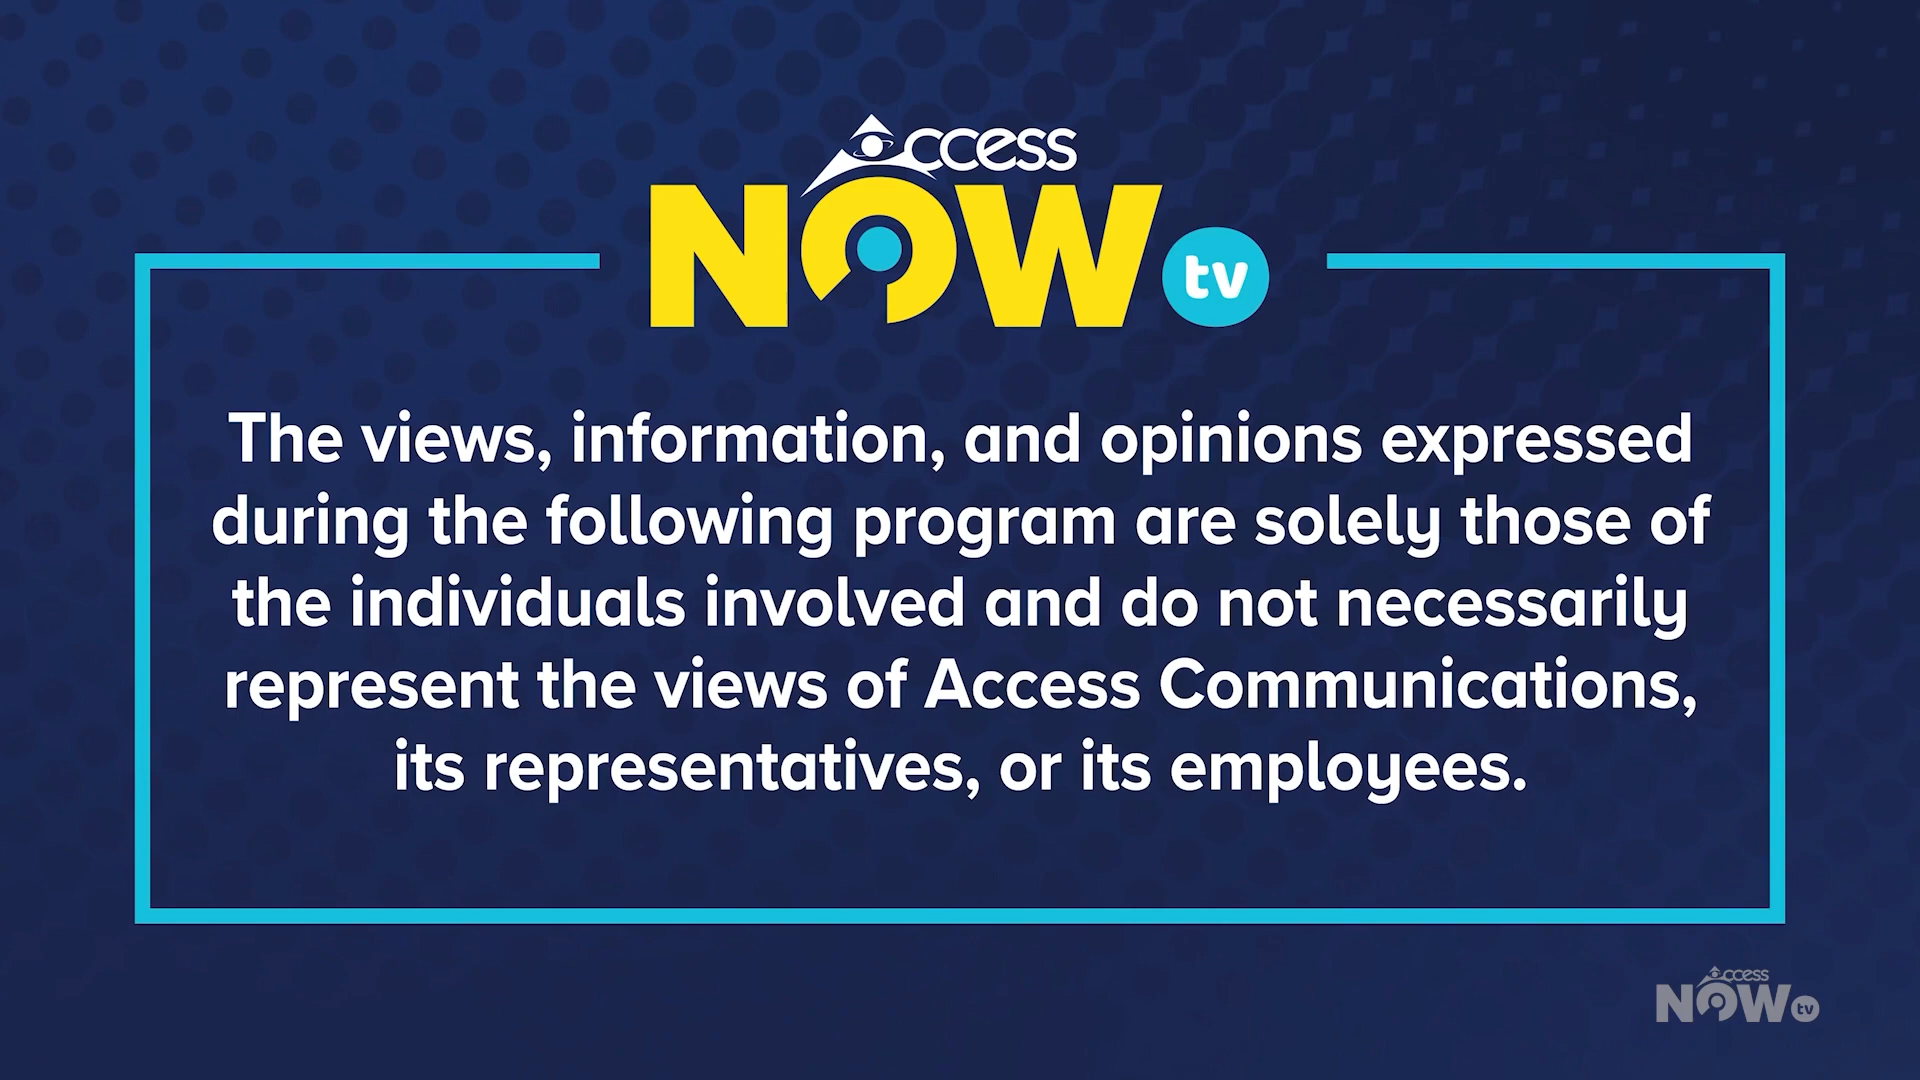 Access
NOW tv
The views, information, and opinions expressed
during the following program are solely those of
the individuals involved and do not necessarily
represent the views of Access Communications,
its representatives, or its employees.
Access
NOW tv